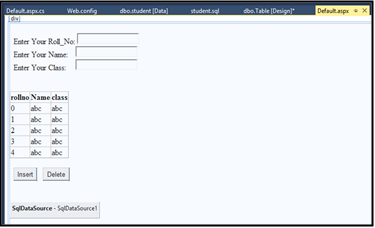 Default.aspx.cs Web.config dbo.student [Data] student.sql dbo.Table [Design]* Default.aspx
[div]
Enter Your Roll_No:
Enter Your Name:
Enter Your Class:
rollno Name class
0 abc abc
1 abc abc
2 abc abc
3 abc abc
4 abc abc
Insert Delete
SqlDataSource - SqlDataSource1